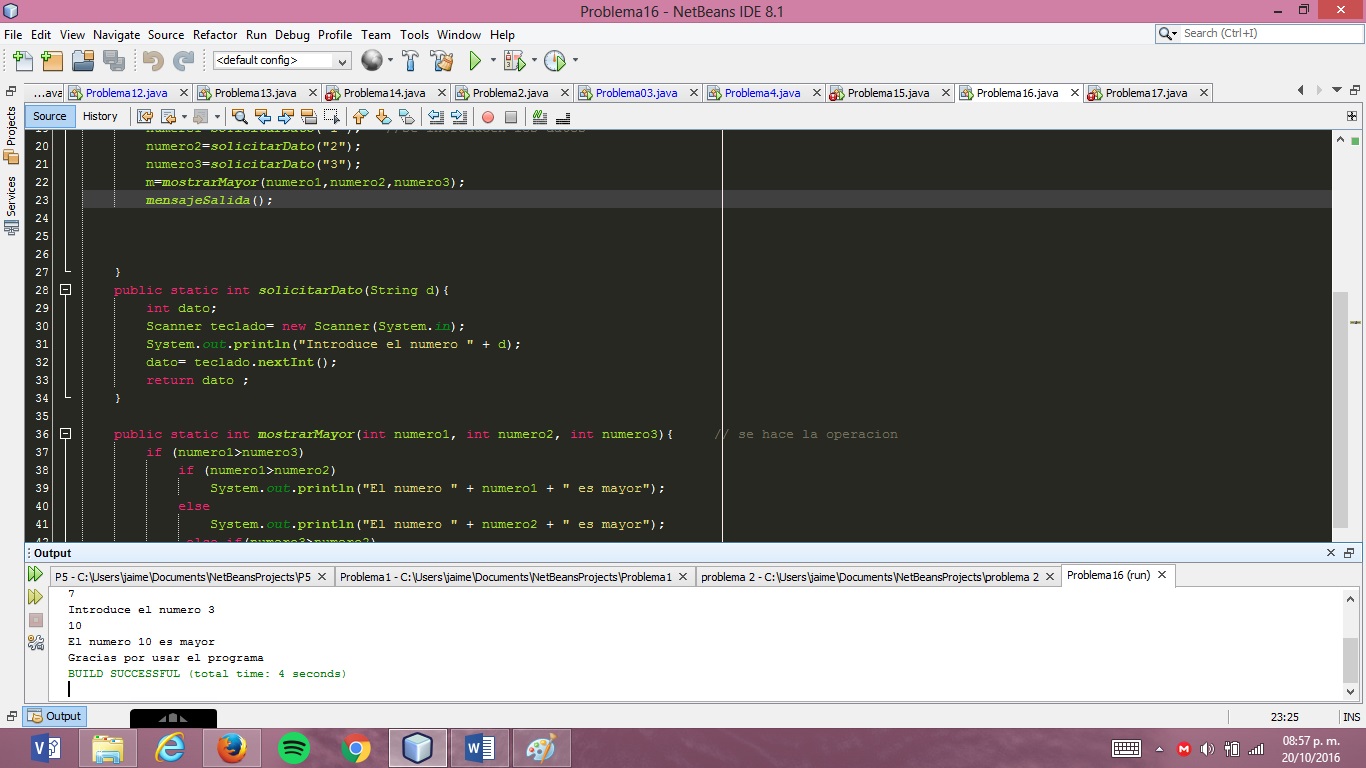 Problema16 - NetBeans IDE 8.1
File Edit View Navigate Source Refactor Run Debug Profile Team Tools Window Help
Search (Ctrl+I)
<default config>
...ava Problema12.java Problema13.java Problema14.java Problema2.java Problema03.java Problema4.java Problema15.java Problema16.java Problema17.java
Projects
Services
Source History
20 numero2=solicitarDato("2");
21 numero3=solicitarDato("3");
22 m=mostrarMayor(numero1,numero2,numero3);
23 mensajeSalida();
24
25
26
27 }
28 public static int solicitarDato(String d){
29 int dato;
30 Scanner teclado= new Scanner(System.in);
31 System.out.println("Introduce el numero " + d);
32 dato= teclado.nextInt();
33 return dato ;
34 }
35
36 public static int mostrarMayor(int numero1, int numero2, int numero3){ // se hace la operacion
37 if (numero1>numero3)
38 if (numero1>numero2)
39 System.out.println("El numero " + numero1 + " es mayor");
40 else
41 System.out.println("El numero " + numero2 + " es mayor");
else if(numero3>numero2)
Output
P5 - C:\Users\jaime\Documents\NetBeansProjects\P5 Problema1 - C:\Users\jaime\Documents\NetBeansProjects\Problema1 problema 2 - C:\Users\jaime\Documents\NetBeansProjects\problema 2 Problema16 (run)
7
Introduce el numero 3
10
El numero 10 es mayor
Gracias por usar el programa
BUILD SUCCESSFUL (total time: 4 seconds)
Output
23:25 INS
08:57 p. m.
20/10/2016